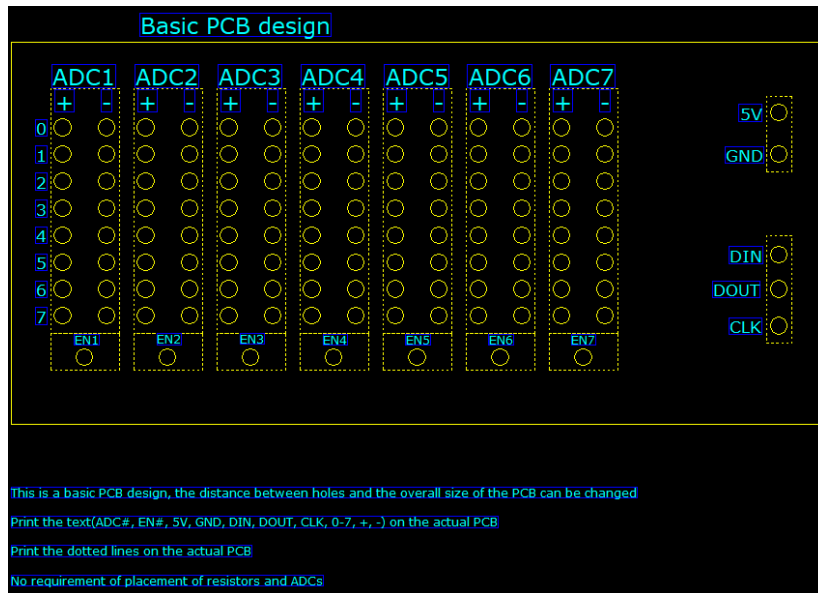 Basic PCB design
ADC1 ADC2 ADC3 ADC4 ADC5 ADC6 ADC7
+ - + - + - + - + - + - + -
5V
0
1
GND
2
3
4
5
DIN
6
DOUT
7
CLK
EN1 EN2 EN3 EN4 EN5 EN6 EN7
This is a basic PCB design, the distance between holes and the overall size of the PCB can be changed
Print the text(ADC#, EN#, 5V, GND, DIN, DOUT, CLK, 0-7, +, -) on the actual PCB
Print the dotted lines on the actual PCB
No requirement of placement of resistors and ADCs